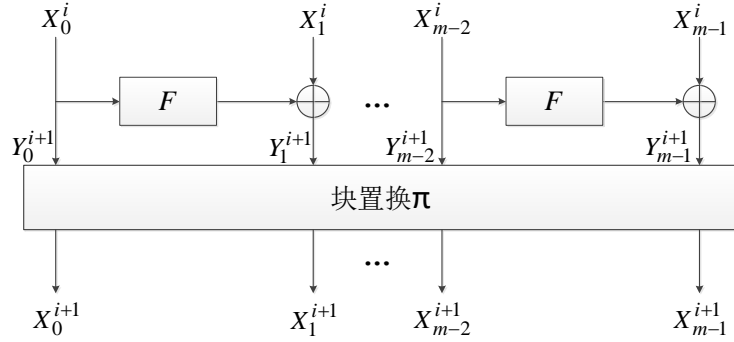 X_0^i X_1^i X_{m-2}^i X_{m-1}^i
F ... F
Y_0^{i+1} Y_1^{i+1} Y_{m-2}^{i+1} Y_{m-1}^{i+1}
块置换π
...
X_0^{i+1} X_1^{i+1} X_{m-2}^{i+1} X_{m-1}^{i+1}